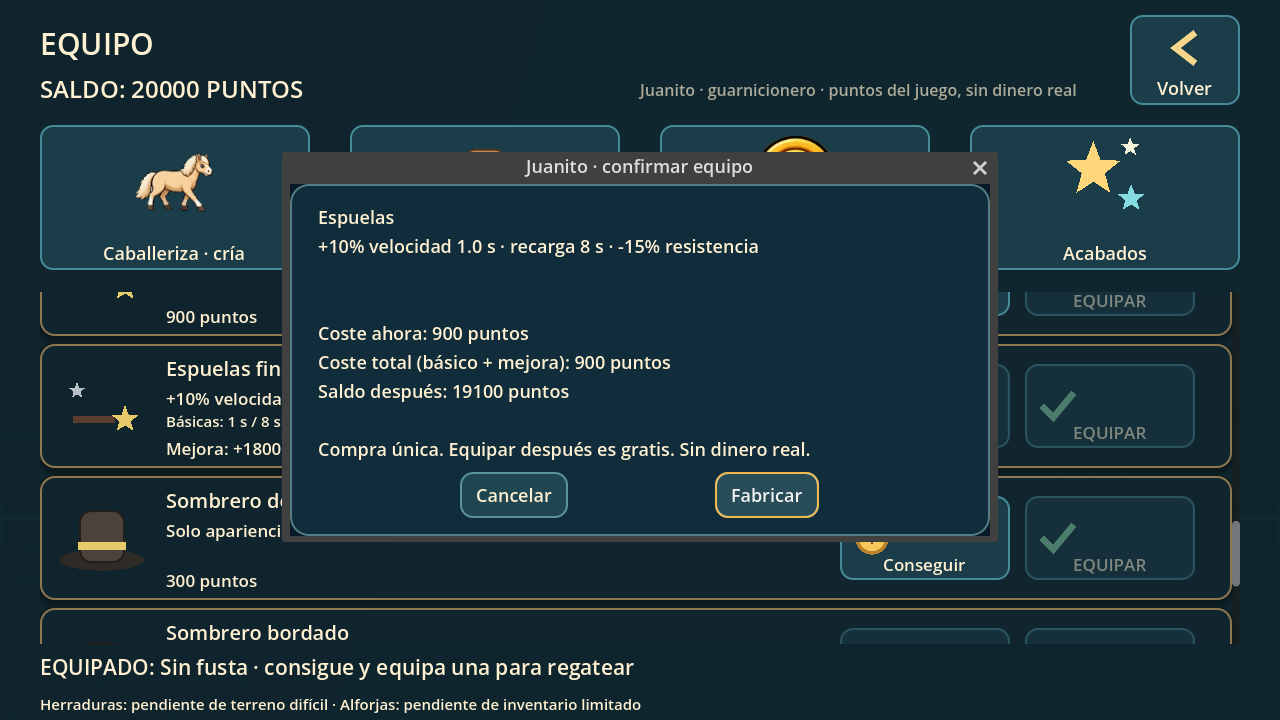 EQUIPO
SALDO: 20000 PUNTOS
Juanito · guarnicionero · puntos del juego, sin dinero real
Volver
Caballeriza · cría
Acabados
Juanito · confirmar equipo
Espuelas
+10% velocidad 1.0 s · recarga 8 s · -15% resistencia
Coste ahora: 900 puntos
Coste total (básico + mejora): 900 puntos
Saldo después: 19100 puntos
Compra única. Equipar después es gratis. Sin dinero real.
Cancelar
Fabricar
900 puntos
EQUIPAR
Espuelas fin
+10% velocida
Básicas: 1 s / 8 s
Mejora: +1800
EQUIPAR
Sombrero de
Solo aparienci
300 puntos
Conseguir
EQUIPAR
Sombrero bordado
EQUIPADO: Sin fusta · consigue y equipa una para regatear
Herraduras: pendiente de terreno difícil · Alforjas: pendiente de inventario limitado